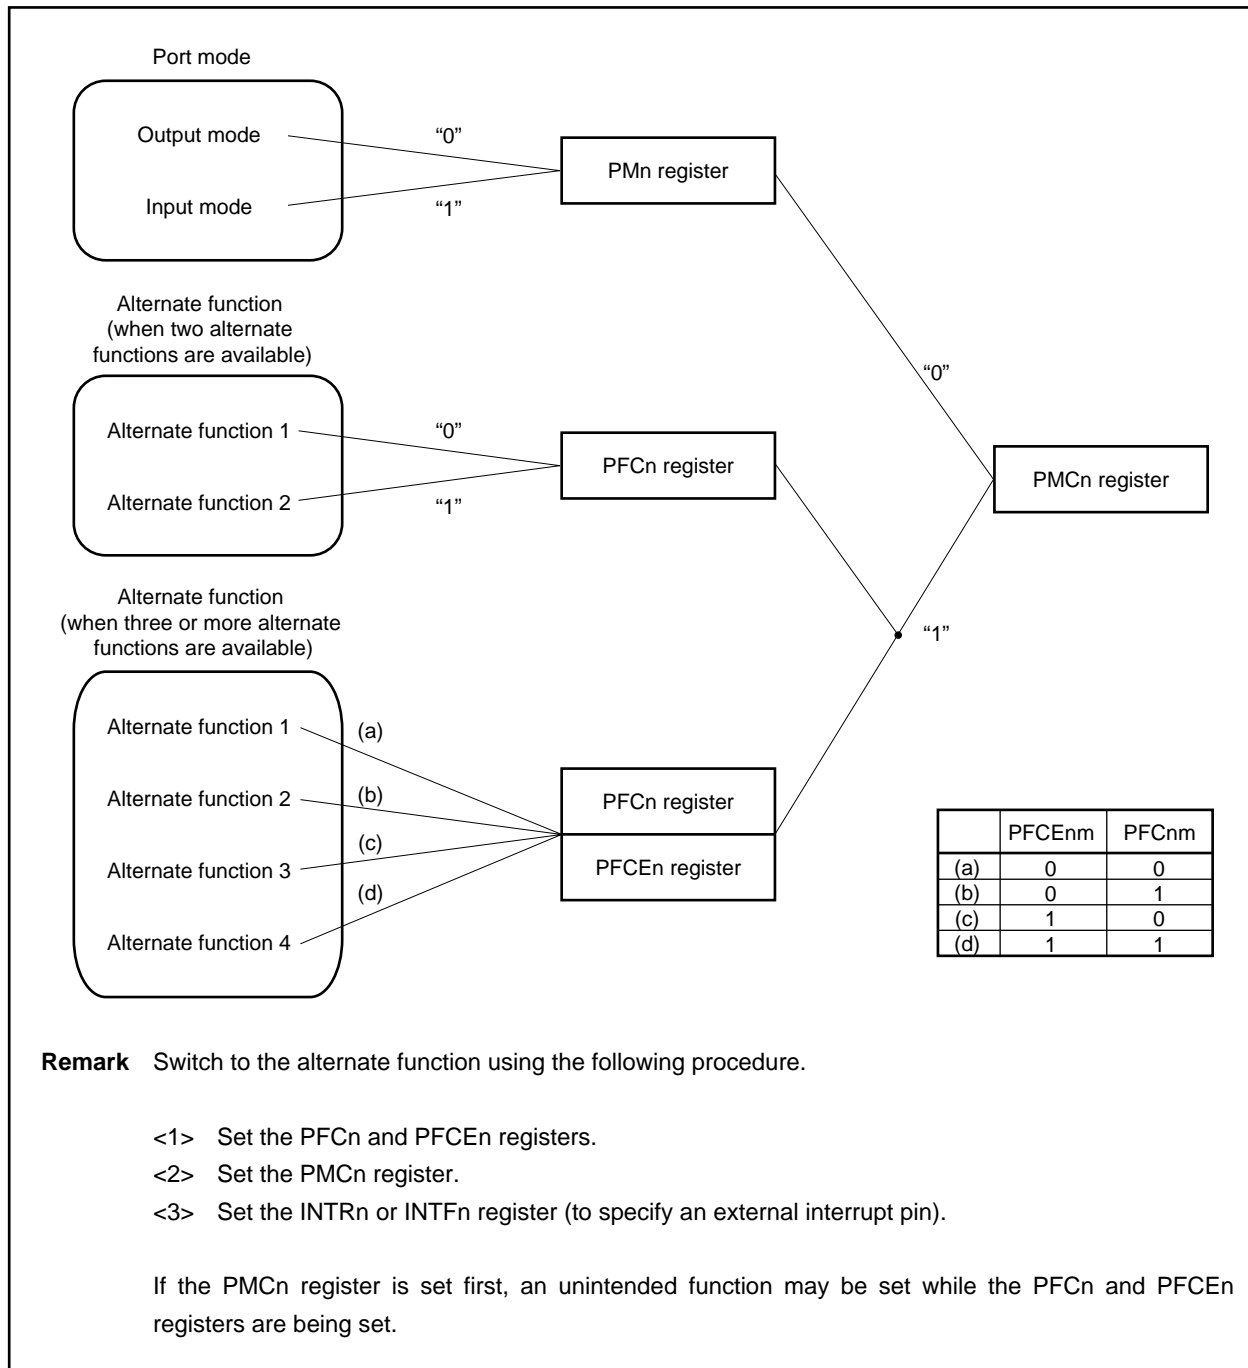 Port mode
Output mode
“0”
Input mode
“1”
PMn register
Alternate function
(when two alternate
functions are available)
Alternate function 1
“0”
Alternate function 2
“1”
PFCn register
“0”
PMCn register
“1”
Alternate function
(when three or more alternate
functions are available)
Alternate function 1
(a)
Alternate function 2
(b)
Alternate function 3
(c)
Alternate function 4
(d)
PFCn register
PFCEn register
PFCEnm PFCnm
(a) 0 0
(b) 0 1
(c) 1 0
(d) 1 1
Remark Switch to the alternate function using the following procedure.
<1> Set the PFCn and PFCEn registers.
<2> Set the PMCn register.
<3> Set the INTRn or INTFn register (to specify an external interrupt pin).
If the PMCn register is set first, an unintended function may be set while the PFCn and PFCEn
registers are being set.